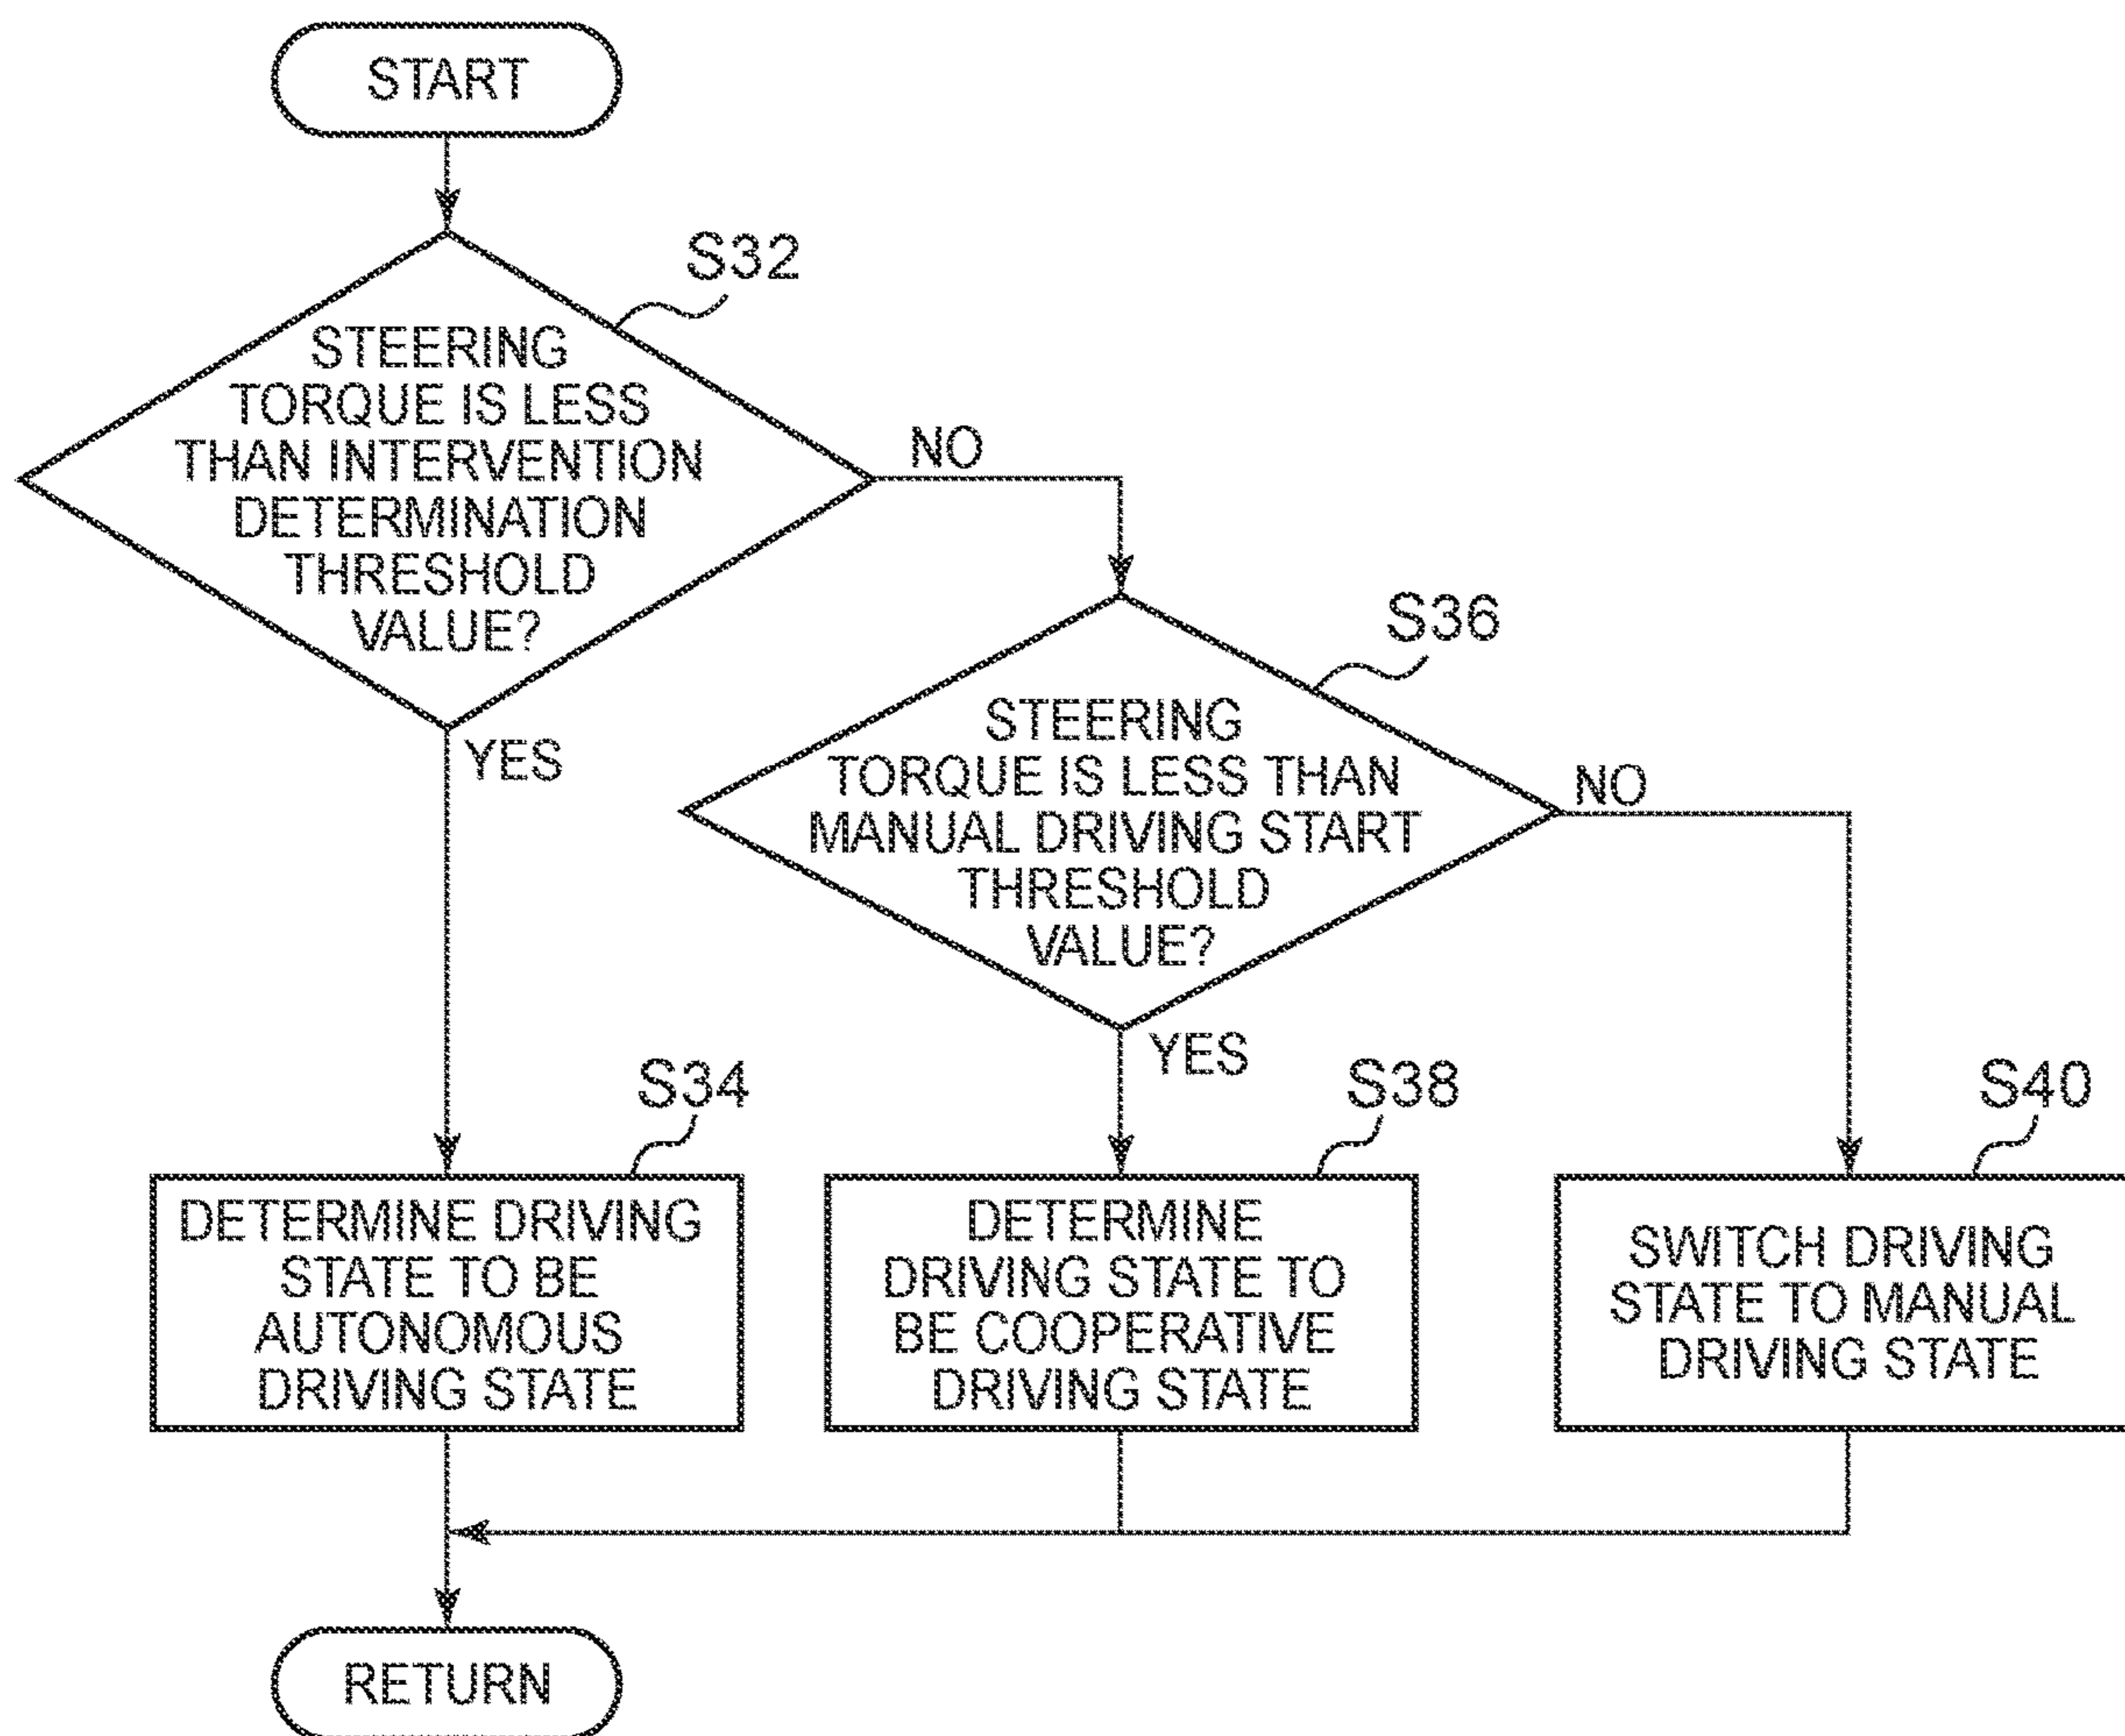 START
S32
STEERING
TORQUE IS LESS
THAN INTERVENTION
DETERMINATION
THRESHOLD
VALUE?
NO
YES
S36
STEERING
TORQUE IS LESS THAN
MANUAL DRIVING START
THRESHOLD
VALUE?
NO
YES
S34
DETERMINE DRIVING
STATE TO BE
AUTONOMOUS
DRIVING STATE
S38
DETERMINE
DRIVING STATE TO
BE COOPERATIVE
DRIVING STATE
S40
SWITCH DRIVING
STATE TO MANUAL
DRIVING STATE
RETURN